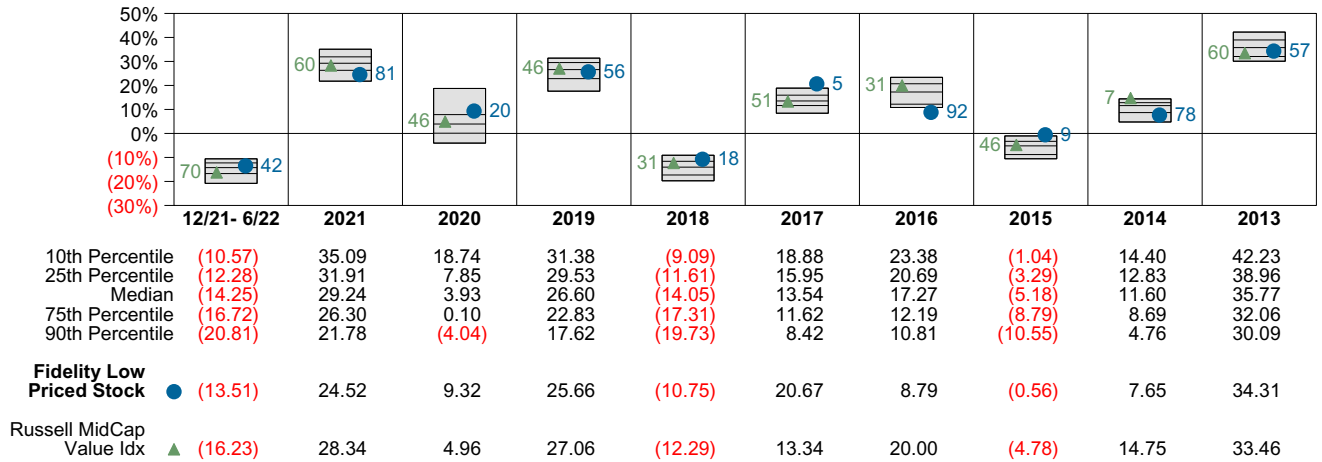 50%
40%
30%
20%
10%
0%
(10%)
(20%)
(30%)
70 42
60 81
46 20
46 56
31 18
51 5
31 92
46 9
7 78
60 57
12/21- 6/22 2021 2020 2019 2018 2017 2016 2015 2014 2013
10th Percentile (10.57) 35.09 18.74 31.38 (9.09) 18.88 23.38 (1.04) 14.40 42.23
25th Percentile (12.28) 31.91 7.85 29.53 (11.61) 15.95 20.69 (3.29) 12.83 38.96
Median (14.25) 29.24 3.93 26.60 (14.05) 13.54 17.27 (5.18) 11.60 35.77
75th Percentile (16.72) 26.30 0.10 22.83 (17.31) 11.62 12.19 (8.79) 8.69 32.06
90th Percentile (20.81) 21.78 (4.04) 17.62 (19.73) 8.42 10.81 (10.55) 4.76 30.09
Fidelity Low
Priced Stock (13.51) 24.52 9.32 25.66 (10.75) 20.67 8.79 (0.56) 7.65 34.31
Russell MidCap
Value Idx (16.23) 28.34 4.96 27.06 (12.29) 13.34 20.00 (4.78) 14.75 33.46